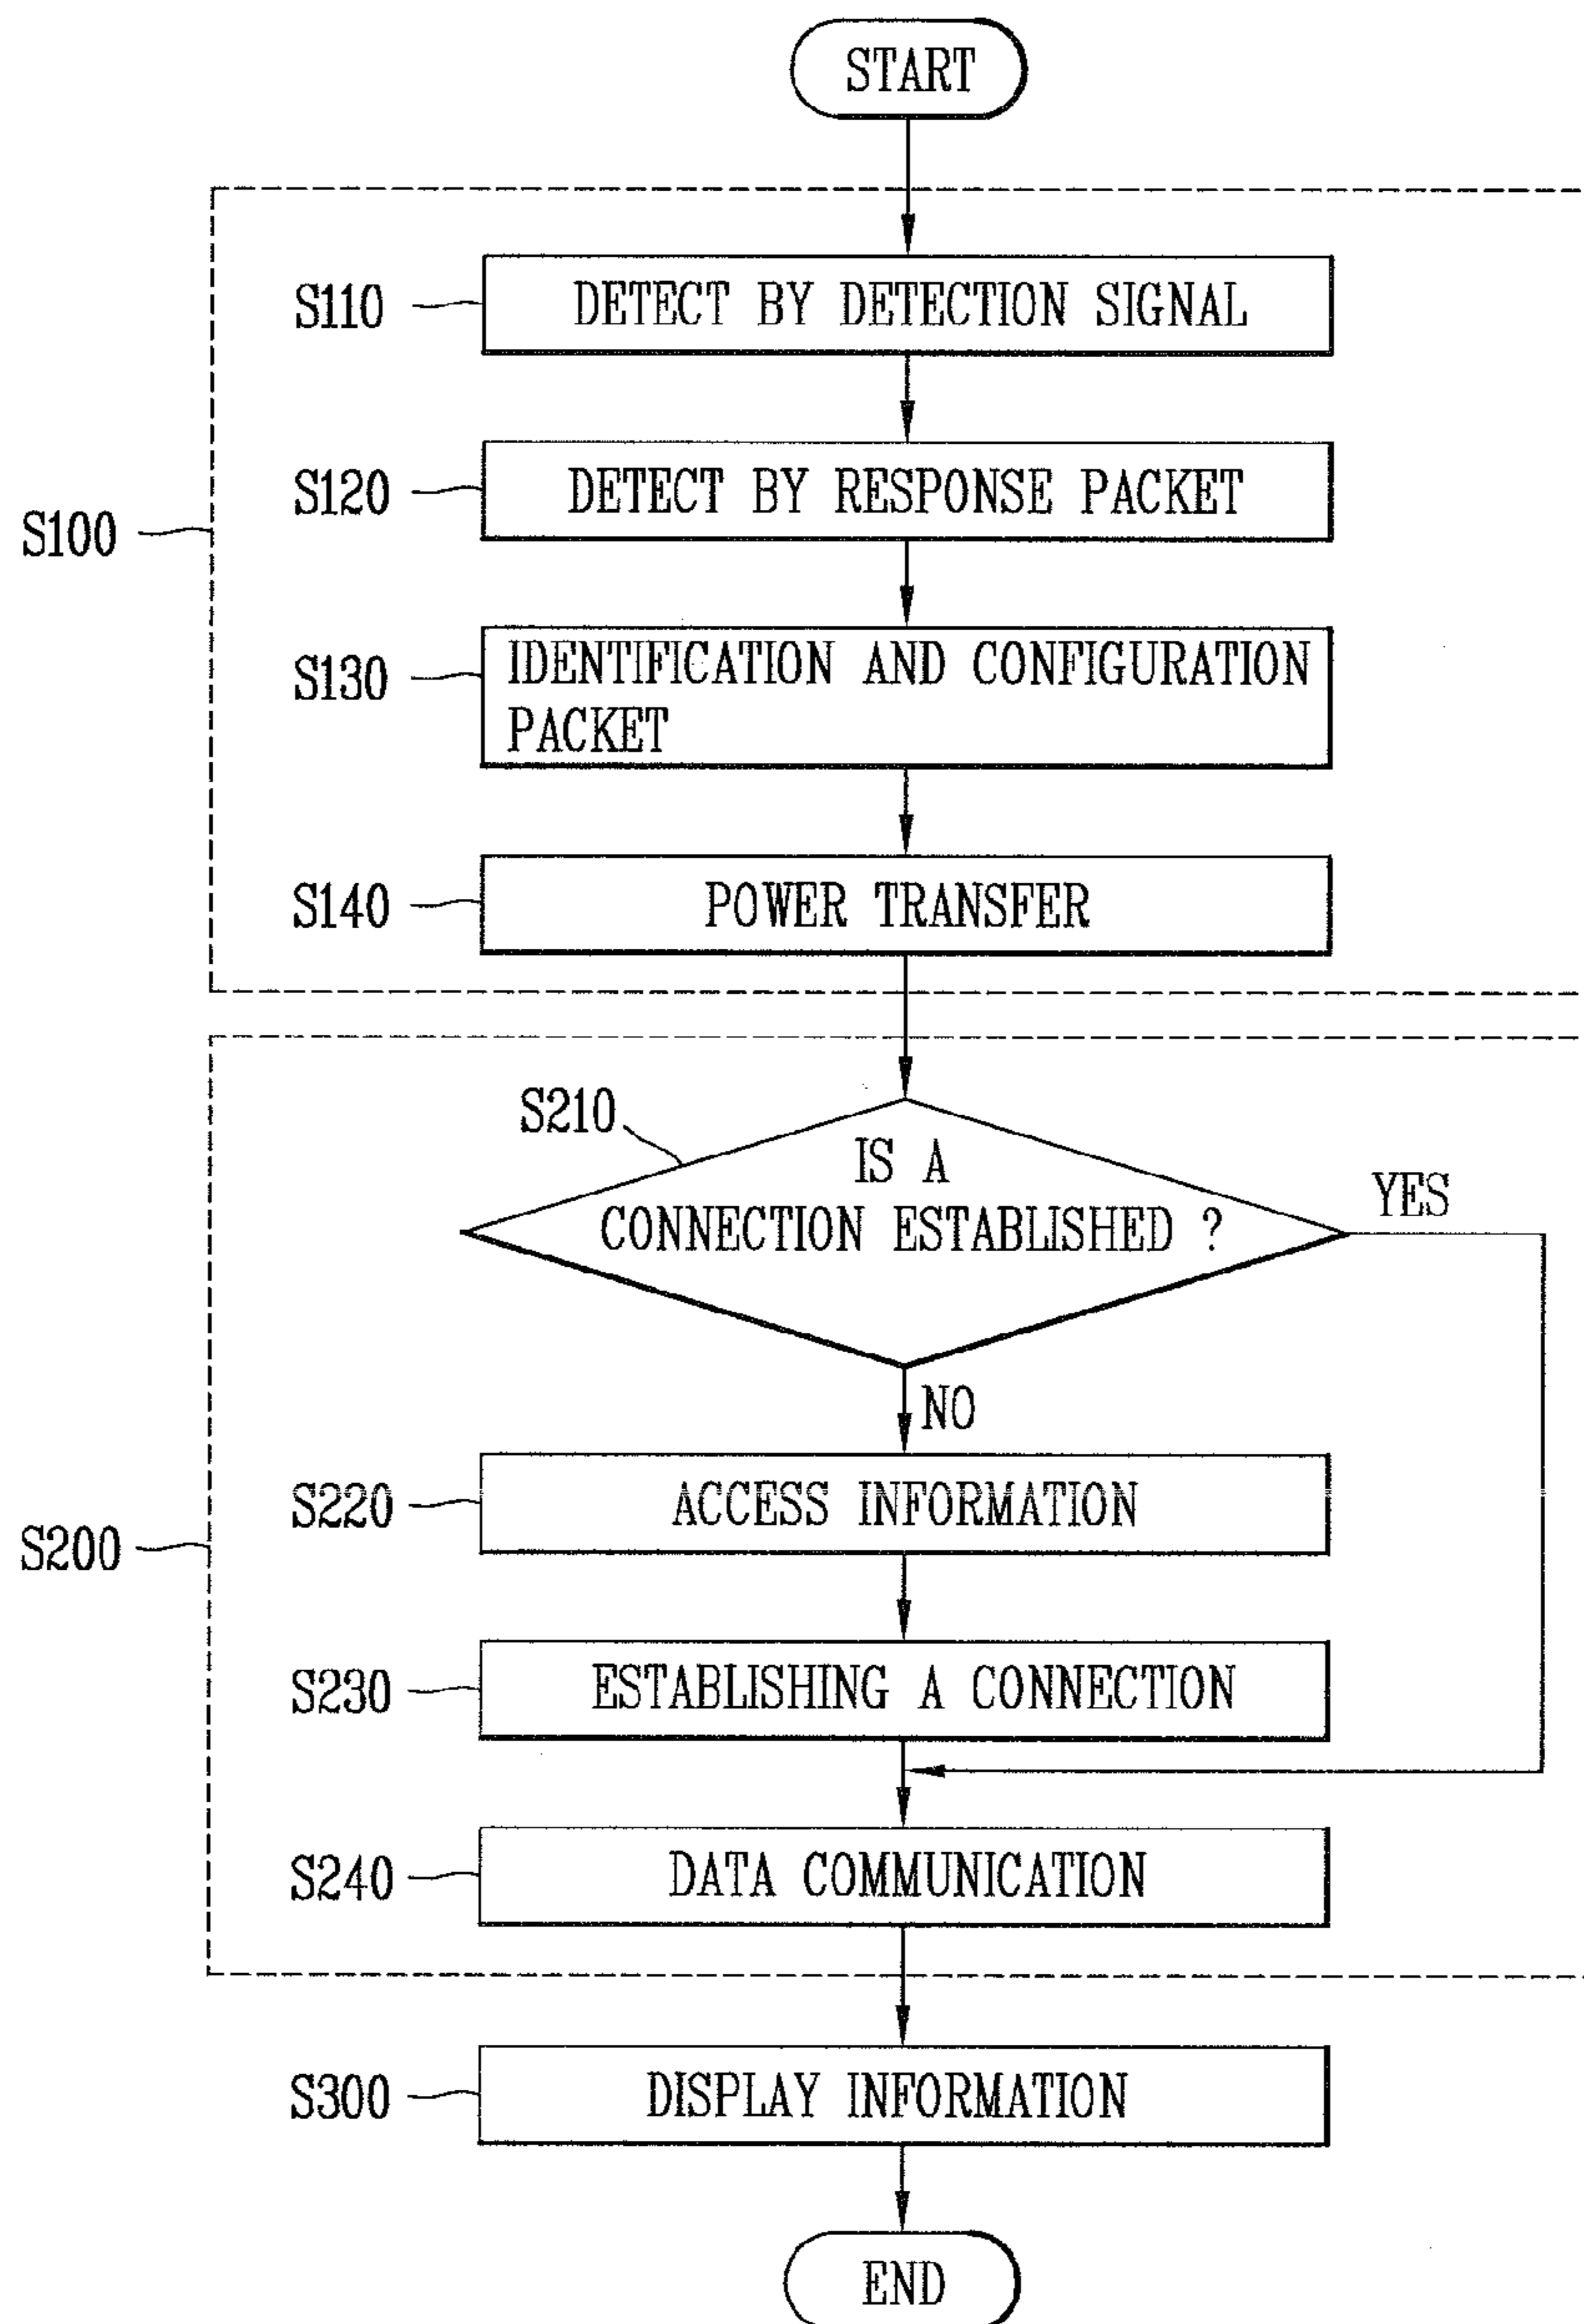 START
S100
S110
DETECT BY DETECTION SIGNAL
S120
DETECT BY RESPONSE PACKET
S130
IDENTIFICATION AND CONFIGURATION
PACKET
S140
POWER TRANSFER
S200
S210
IS A
CONNECTION ESTABLISHED ?
YES
NO
S220
ACCESS INFORMATION
S230
ESTABLISHING A CONNECTION
S240
DATA COMMUNICATION
S300
DISPLAY INFORMATION
END